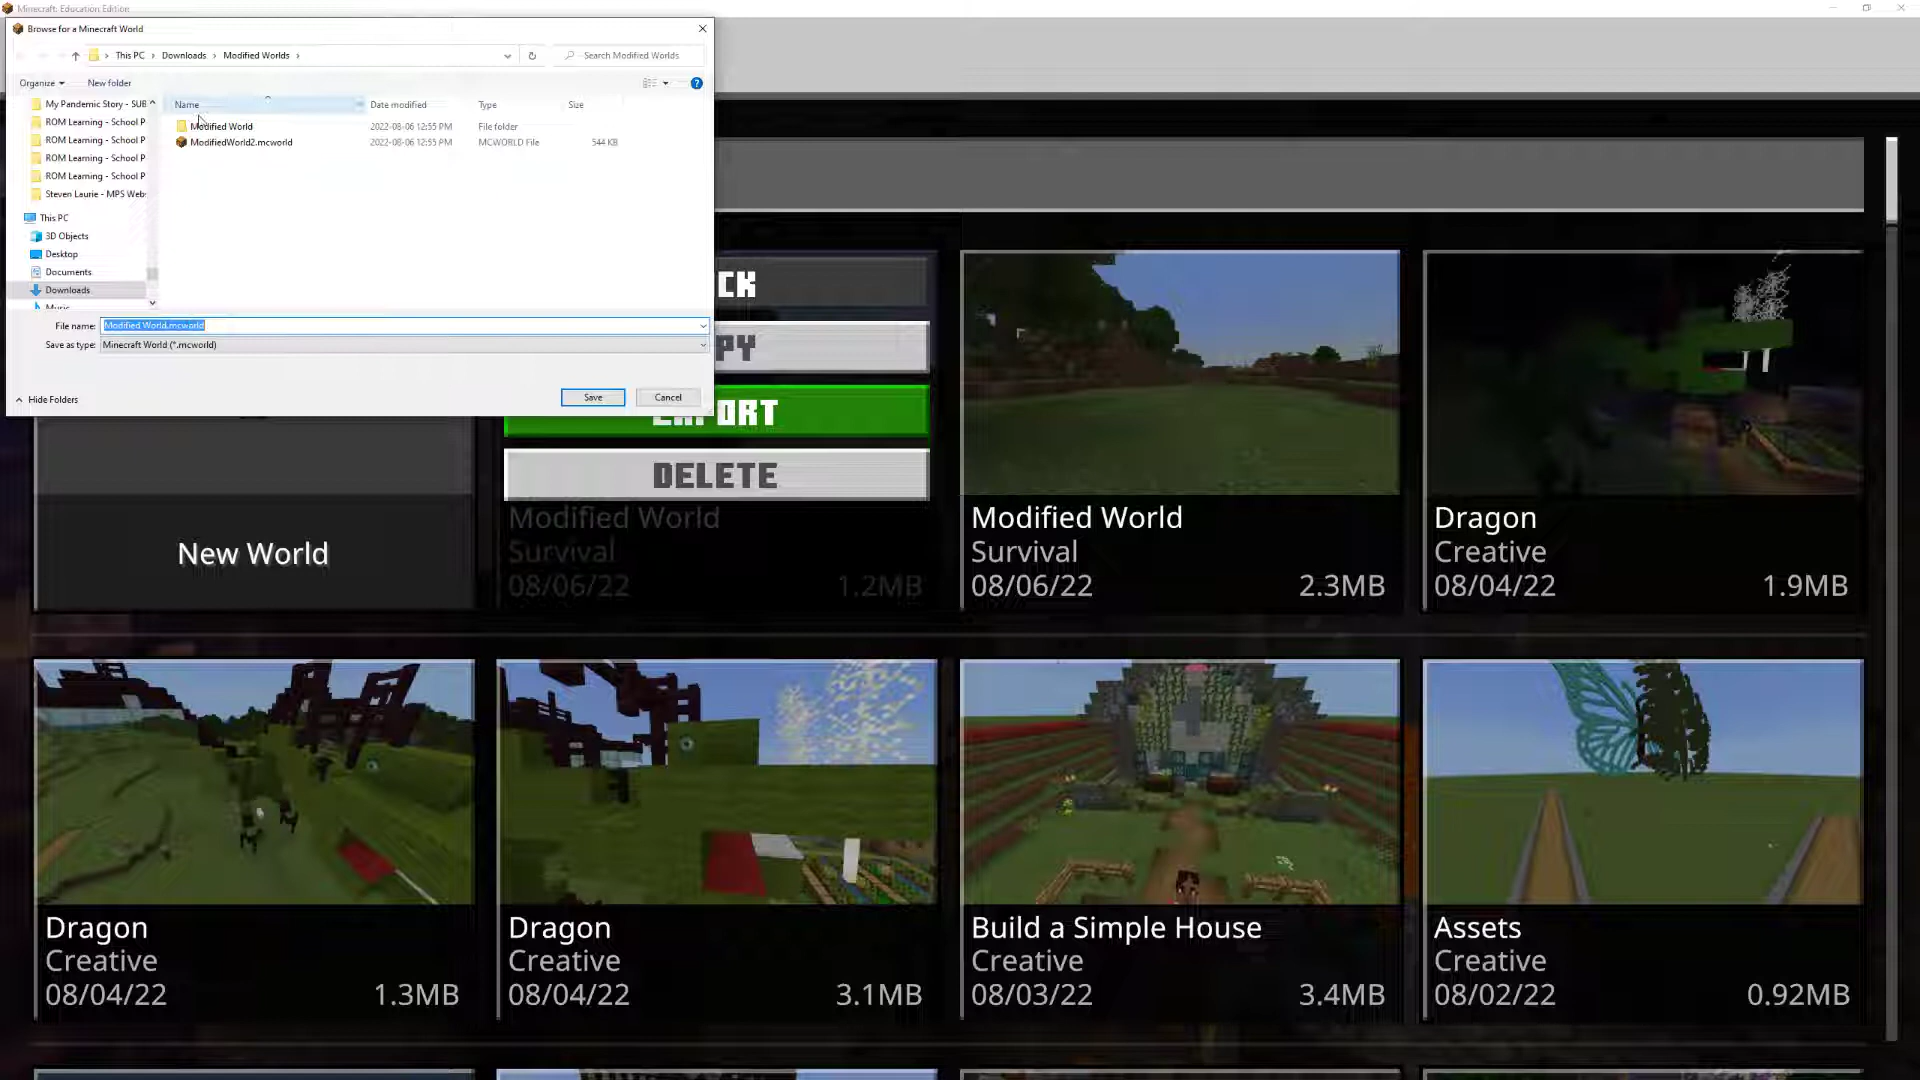 Minecraft: Education Edition
Browse for a Minecraft World
This PC
Downloads
Modified Worlds
Search Modified Worlds
Organize
New folder
Name
Date modified
Type
Size
My Pandemic Story - SUB
ROM Learning - School P
ROM Learning - School P
ROM Learning - School P
ROM Learning - School P
Steven Laurie - MPS Web
This PC
3D Objects
Desktop
Documents
Downloads
Music
Modified World 2022-08-06 12:55 PM File folder
ModifiedWorld2.mcworld 2022-08-06 12:55 PM MCWORLD File 544 KB
File name: Modified World.mcworld
Save as type: Minecraft World (*.mcworld)
Hide Folders
Save
Cancel
CK
PY
EXPORT
DELETE
New World
Modified World
Survival
08/06/22 1.2MB
Modified World
Survival
08/06/22 2.3MB
Dragon
Creative
08/04/22 1.9MB
Dragon
Creative
08/04/22 1.3MB
Dragon
Creative
08/04/22 3.1MB
Build a Simple House
Creative
08/03/22 3.4MB
Assets
Creative
08/02/22 0.92MB